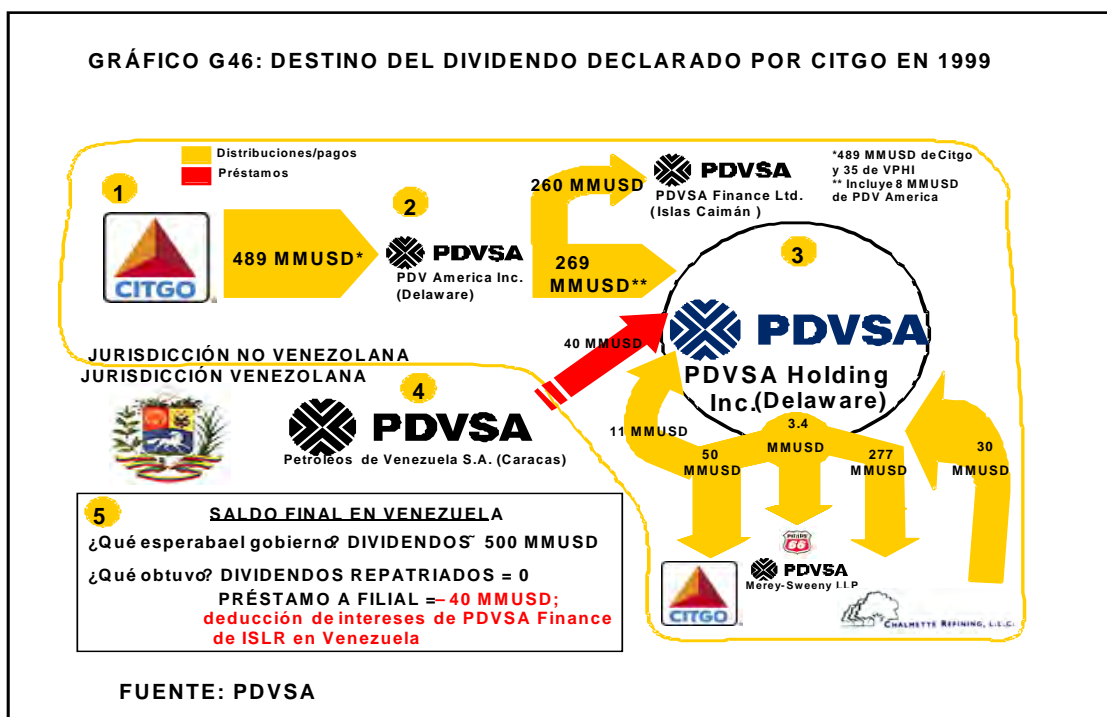 GRÁFICO G46: DESTINO DEL DIVIDENDO DECLARADO POR CITGO EN 1999
Distribuciones/pagos
Préstamos
1
CITGO
489 MMUSD*
2
PDVSA
PDV America Inc.
(Delaware)
260 MMUSD
PDVSA
PDVSA Finance Ltd.
(Islas Caimán )
*489 MMUSD deCitgo
y 35 de VPHI
** Incluye 8 MMUSD
de PDV America
269
MMUSD**
3
PDVSA
PDVSA Holding
Inc.(Delaware)
40 MMUSD
JURISDICCIÓN NO VENEZOLANA
JURISDICCIÓN VENEZOLANA
4
PDVSA
Petróleos de Venezuela S.A. (Caracas)
11 MMUSD
50
MMUSD
3.4
MMUSD
277
MMUSD
30
MMUSD
CITGO
66
PDVSA
Merey-Sweeny LLP
CHALMETTE REFINING, L.L.C.
5
SALDO FINAL EN VENEZUELA
¿Qué esperabael gobierno? DIVIDENDOS~ 500 MMUSD
¿Qué obtuvo? DIVIDENDOS REPATRIADOS = 0
PRÉSTAMO A FILIAL =– 40 MMUSD;
deducción de intereses de PDVSA Finance
de ISLR en Venezuela
FUENTE: PDVSA